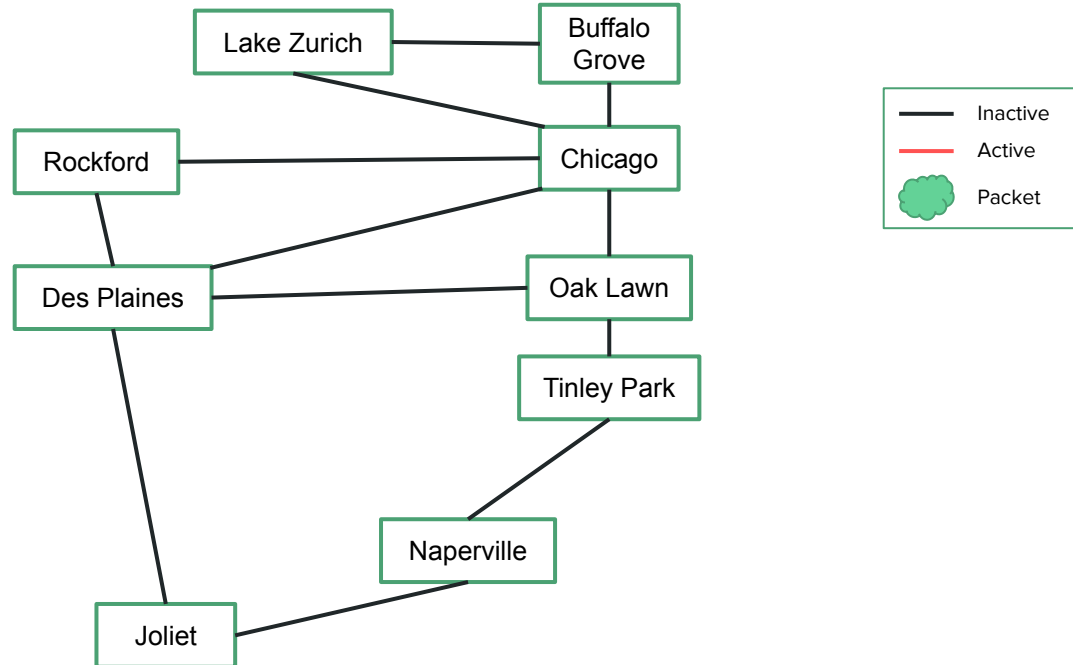 Lake Zurich
Buffalo
Grove
Inactive
Active
Packet
Rockford
Chicago
Des Plaines
Oak Lawn
Tinley Park
Naperville
Joliet